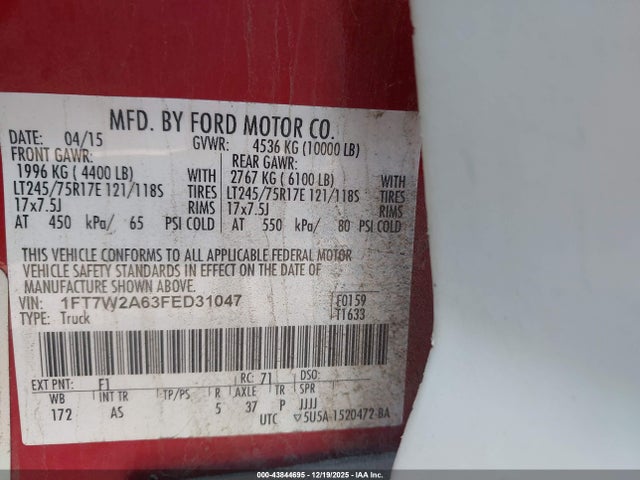 MFD. BY FORD MOTOR CO.
DATE: 04/15 GVWR: 4536 KG (10000 LB)
FRONT GAWR: REAR GAWR:
1996 KG ( 4400 LB) 2767 KG ( 6100 LB)
LT245/75R17E 121/118S TIRES LT245/75R17E 121/118S TIRES
17x7.5J RIMS 17x7.5J RIMS
AT 450 kPa/ 65 PSI COLD AT 550 kPa/ 80 PSI COLD
THIS VEHICLE CONFORMS TO ALL APPLICABLE FEDERAL MOTOR
VEHICLE SAFETY STANDARDS IN EFFECT ON THE DATE OF
MANUFACTURE SHOWN ABOVE.
VIN: 1FT7W2A63FED31047 F0159
TYPE: Truck T1633
EXT PNT: F1 RC: 71 DSO:
WB INT TR TP/PS R AXLE TR SPR
172 AS 5 37 P JJJJ
UTC ▽5U5A-1520472-BA
000-43844695 - 12/19/2025 - IAA Inc.